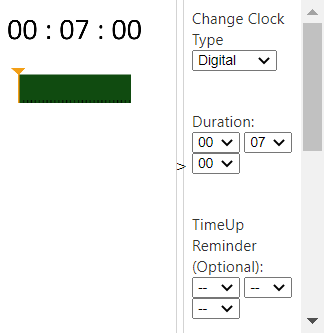 00 : 07 : 00
Change Clock
Type
Digital
Duration:
00 07
00
>
TimeUp
Reminder
(Optional):
-- --
--